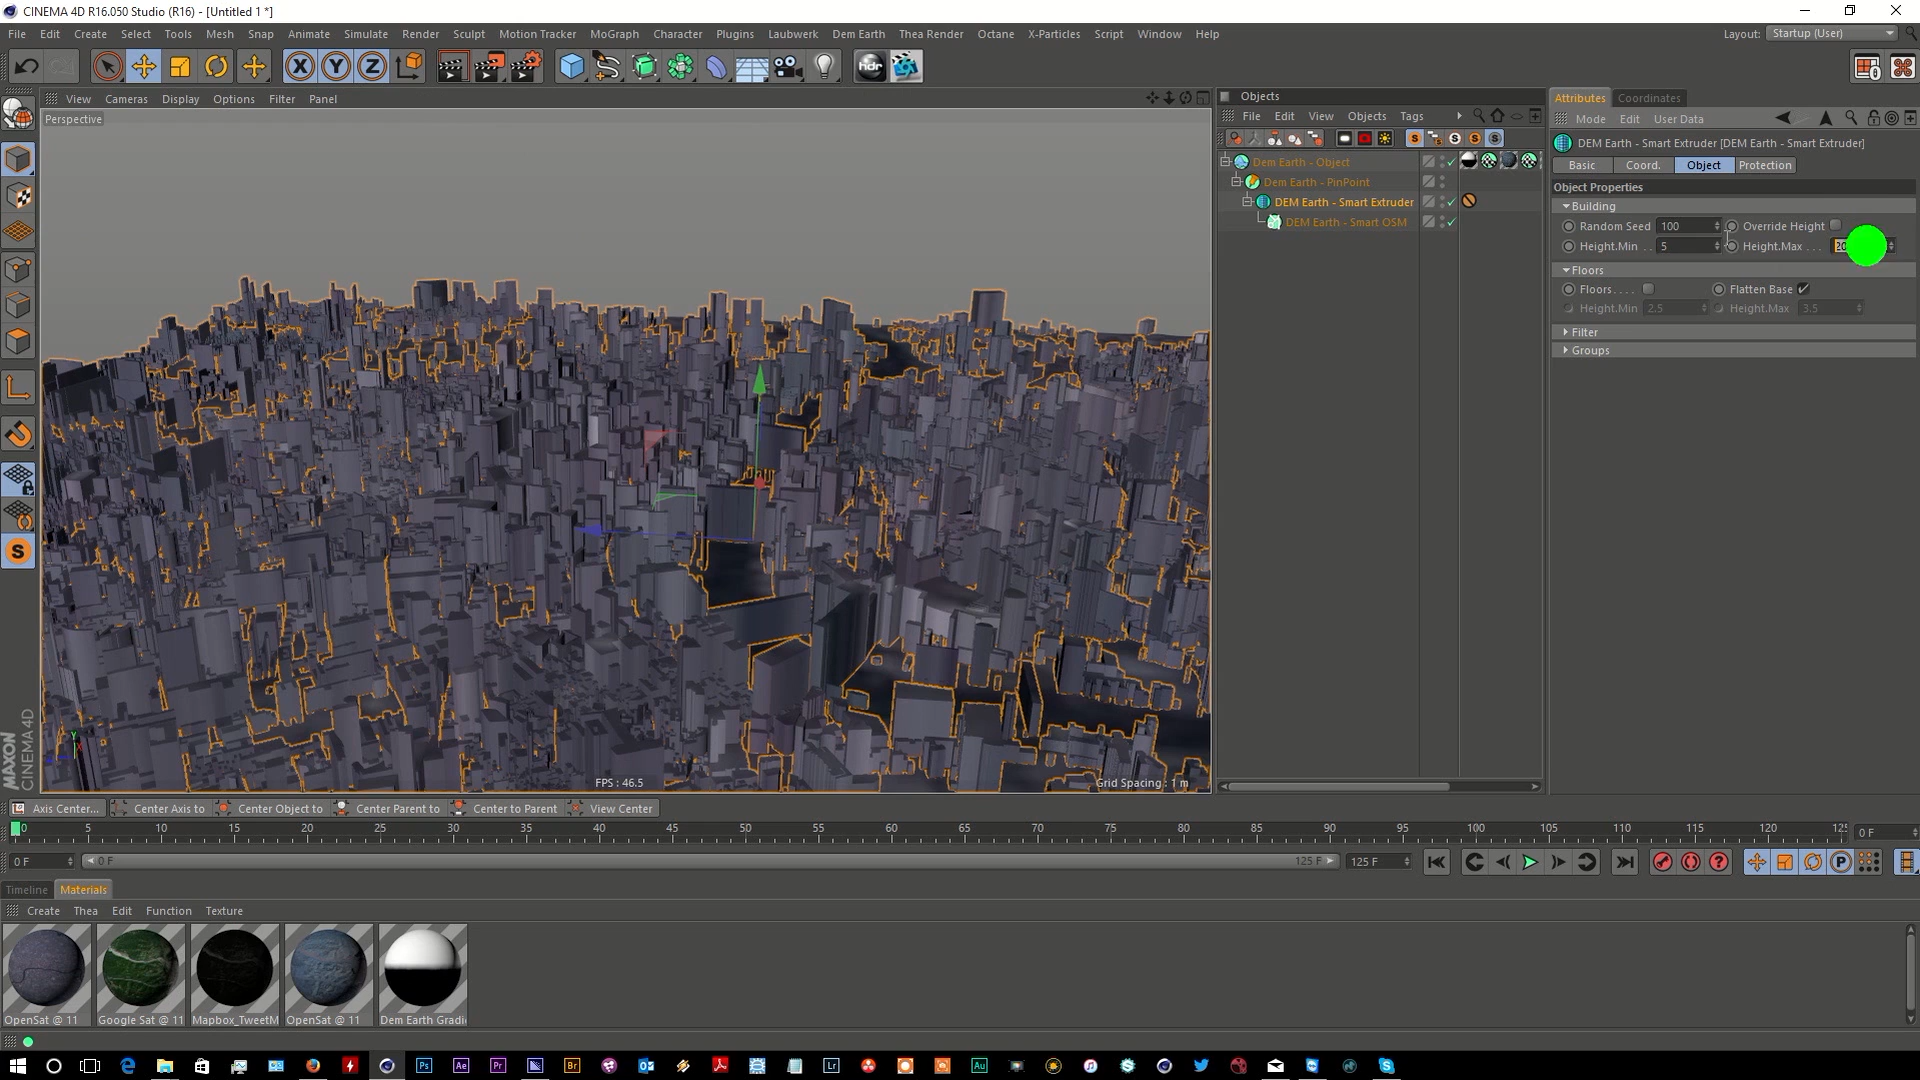 CINEMA 4D R16.050 Studio (R16) - [Untitled 1 *]
File Edit Create Select Tools Mesh Snap Animate Simulate Render Sculpt Motion Tracker MoGraph Character Plugins Laubwerk Dem Earth Thea Render Octane X-Particles Script Window Help
Layout: Startup (User)
X Y Z
hdr
View Cameras Display Options Filter Panel
Perspective
FPS : 46.5
Grid Spacing : 1 m
MAXON
CINEMA 4D
Objects
File Edit View Objects Tags
Dem Earth - Object
Dem Earth - PinPoint
DEM Earth - Smart Extruder
DEM Earth - Smart OSM
Attributes Coordinates
Mode Edit User Data
DEM Earth - Smart Extruder [DEM Earth - Smart Extruder]
Basic Coord. Object Protection
Object Properties
Building
Random Seed 100 Override Height
Height.Min . . 5 Height.Max . . .
Floors
Floors. . . . Flatten Base
Height.Min 2.5 Height.Max 3.5
Filter
Groups
Axis Center... Center Axis to Center Object to Center Parent to Center to Parent View Center
0 5 10 15 20 25 30 35 40 45 50 55 60 65 70 75 80 85 90 95 100 105 110 115 120 0 F
0 F 0 F 125 F 125 F
Timeline Materials
Create Thea Edit Function Texture
OpenSat @ 11 Google Sat @ 11 Mapbox_TweetM OpenSat @ 11 Dem Earth Gradi
Ps Ae Pr Br Lr Au